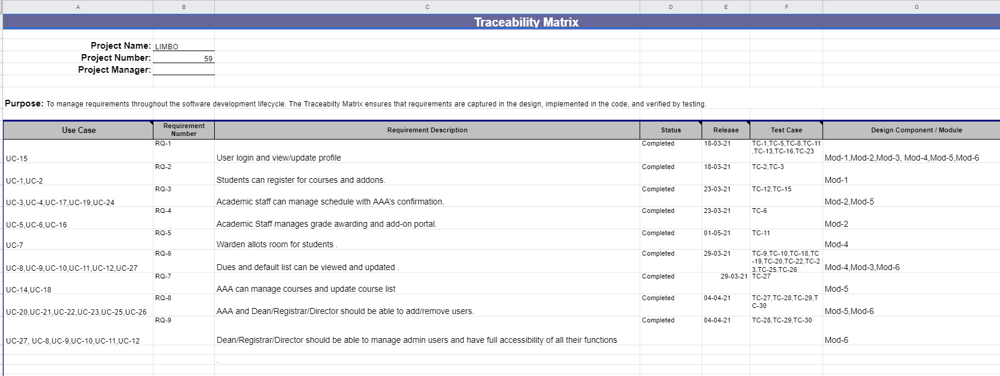 A B C D E F G
Traceability Matrix
Project Name: LIMBO
Project Number: 59
Project Manager:
Purpose: To manage requirements throughout the software development lifecycle. The Traceabilty Matrix ensures that requirements are captured in the design, implemented in the code, and verified by testing.
Use Case Requirement Number Requirement Description Status Release Test Case Design Component / Module
UC-15 RQ-1 User login and view/update profile Completed 18-03-21 TC-1,TC-5,TC-8,TC-11
,TC-13,TC-16,TC-23 Mod-1,Mod-2,Mod-3, Mod-4,Mod-5,Mod-6
UC-1,UC-2 RQ-2 Students can register for courses and addons. Completed 18-03-21 TC-2,TC-3 Mod-1
UC-3,UC-4,UC-17,UC-19,UC-24 RQ-3 Academic staff can manage schedule with AAA's confirmation. Completed 23-03-21 TC-12,TC-15 Mod-2,Mod-5
UC-5,UC-6,UC-16 RQ-4 Academic Staff manages grade awarding and add-on portal. Completed 23-03-21 TC-6 Mod-2
UC-7 RQ-5 Warden allots room for students . Completed 01-05-21 TC-11 Mod-4
UC-8,UC-9,UC-10,UC-11,UC-12,UC-27 RQ-6 Dues and default list can be viewed and updated . Completed 29-03-21 TC-9,TC-10,TC-18,TC
-19,TC-20,TC-22,TC-2
3,TC-25,TC-26 Mod-4,Mod-3,Mod-6
UC-14,UC-18 RQ-7 AAA can manage courses and update course list Completed 29-03-21 TC-27 Mod-5
UC-20,UC-21,UC-22,UC-23,UC-25,UC-26 RQ-8 AAA and Dean/Registrar/Director should be able to add/remove users. Completed 04-04-21 TC-27,TC-28,TC-29,T
C-30 Mod-5,Mod-6
UC-27, UC-8,UC-9,UC-10,UC-11,UC-12 RQ-9 Dean/Registrar/Director should be able to manage admin users and have full accessibility of all their functions Completed 04-04-21 TC-28,TC-29,TC-30 Mod-6
.